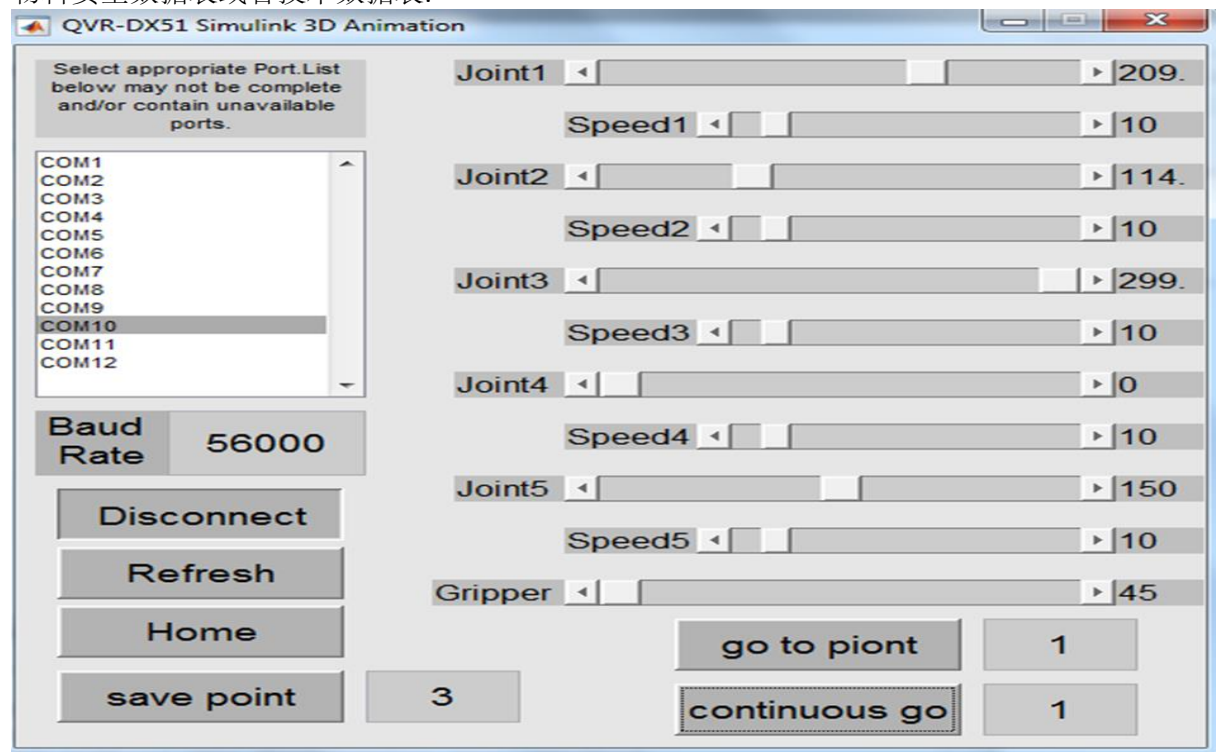 QVR-DX51 Simulink 3D Animation
Select appropriate Port.List
below may not be complete
and/or contain unavailable
ports.
COM1
COM2
COM3
COM4
COM5
COM6
COM7
COM8
COM9
COM10
COM11
COM12
Baud
Rate
56000
Disconnect
Refresh
Home
save point
3
Joint1
209.
Speed1
10
Joint2
114.
Speed2
10
Joint3
299.
Speed3
10
Joint4
0
Speed4
10
Joint5
150
Speed5
10
Gripper
45
go to piont
1
continuous go
1